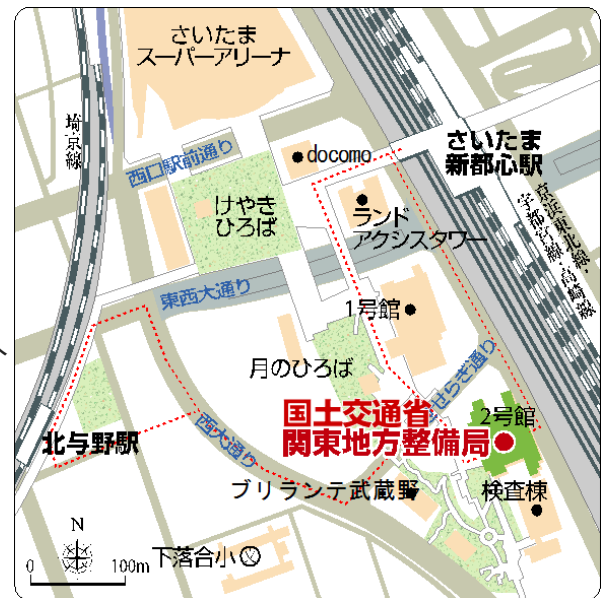 さいたま
スーパーアリーナ
埼京線
西口駅前通り
docomo
さいたま
新都心駅
京浜東北線・
宇都宮線・高崎線
けやき
ひろば
ランド
アクシスタワー
東西大通り
1号館
月のひろば
せせらぎ通り
国土交通省
関東地方整備局
2号館
北与野駅
西大通り
ブリランテ武蔵野
検査棟
N
0 100m
下落合小
文